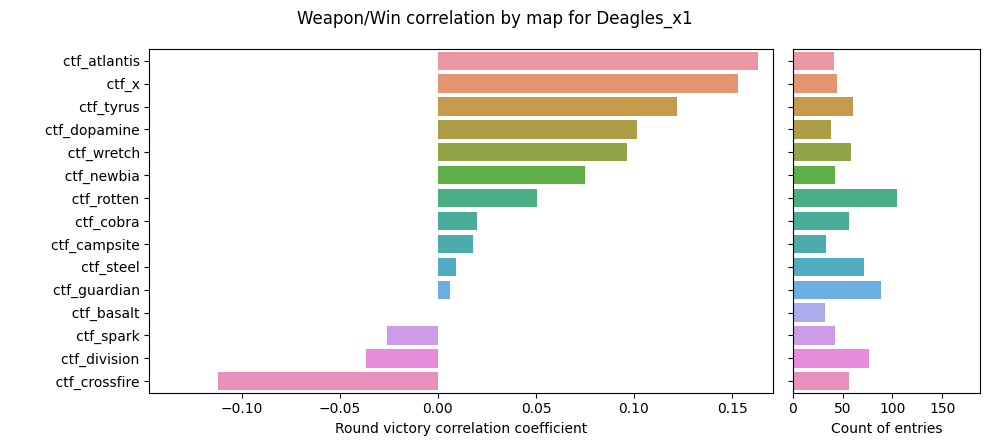 Weapon/Win correlation by map for Deagles_x1
ctf_atlantis
ctf_x
ctf_tyrus
ctf_dopamine
ctf_wretch
ctf_newbia
ctf_rotten
ctf_cobra
ctf_campsite
ctf_steel
ctf_guardian
ctf_basalt
ctf_spark
ctf_division
ctf_crossfire
−0.10 −0.05 0.00 0.05 0.10 0.15
Round victory correlation coefficient
0 50 100 150
Count of entries